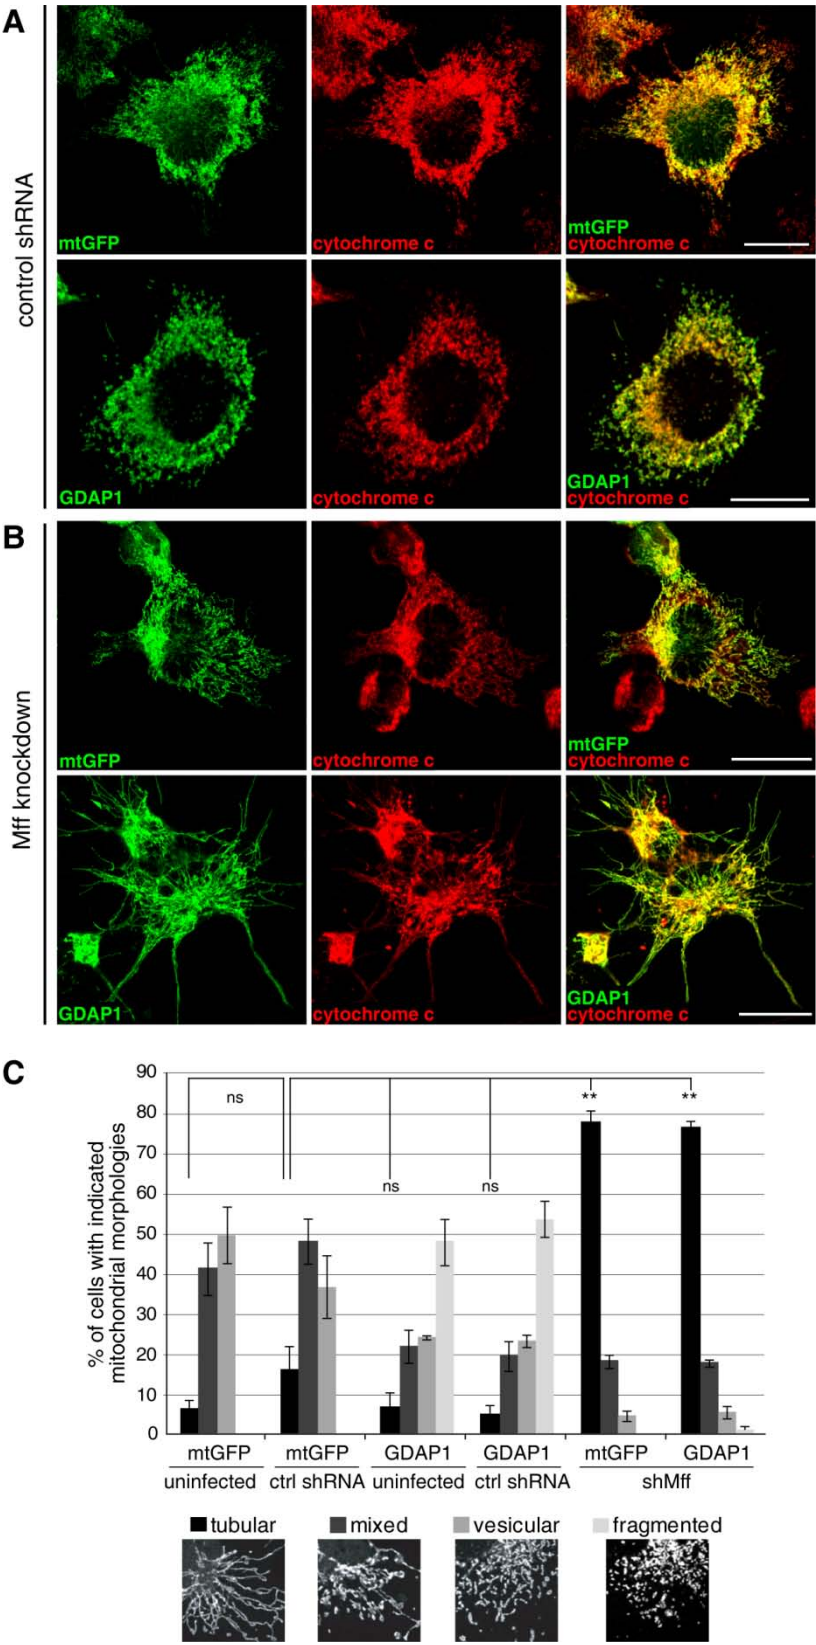 A
control shRNA
mtGFP
cytochrome c
mtGFP
cytochrome c
GDAP1
cytochrome c
GDAP1
cytochrome c
B
Mff knockdown
mtGFP
cytochrome c
mtGFP
cytochrome c
GDAP1
cytochrome c
GDAP1
cytochrome c
C
% of cells with indicated
mitochondrial morphologies
90
80
70
60
50
40
30
20
10
0
ns
ns
ns
**
**
mtGFP mtGFP GDAP1 GDAP1 mtGFP GDAP1
uninfected ctrl shRNA uninfected ctrl shRNA shMff
tubular mixed vesicular fragmented